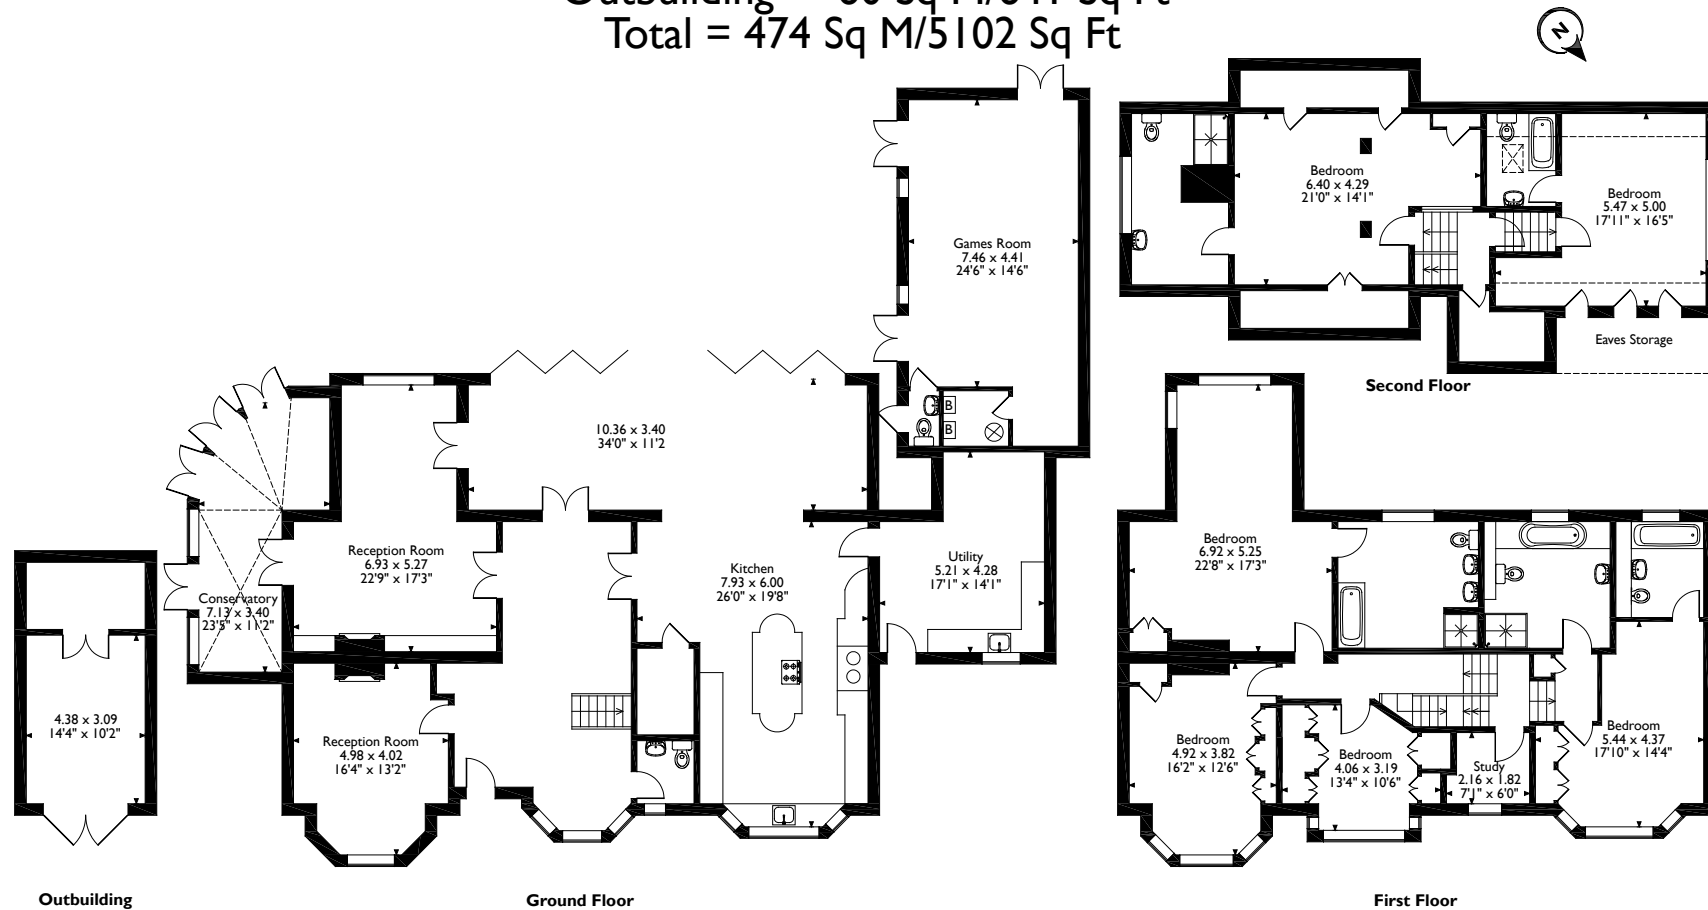 Outbuilding = 60 Sq M/647 Sq Ft
Total = 474 Sq M/5102 Sq Ft
N
Games Room
7.46 x 4.41
24'6" x 14'6"
B
B
Bedroom
6.40 x 4.29
21'0" x 14'1"
Bedroom
5.47 x 5.00
17'11" x 16'5"
Eaves Storage
Second Floor
10.36 x 3.40
34'0" x 11'2
Reception Room
6.93 x 5.27
22'9" x 17'3"
Kitchen
7.93 x 6.00
26'0" x 19'8"
Utility
5.21 x 4.28
17'1" x 14'1"
Conservatory
7.13 x 3.40
23'5" x 11'2"
4.38 x 3.09
14'4" x 10'2"
Reception Room
4.98 x 4.02
16'4" x 13'2"
Bedroom
6.92 x 5.25
22'8" x 17'3"
Bedroom
4.92 x 3.82
16'2" x 12'6"
Bedroom
4.06 x 3.19
13'4" x 10'6"
Study
2.16 x 1.82
7'1" x 6'0"
Bedroom
5.44 x 4.37
17'10" x 14'4"
Outbuilding
Ground Floor
First Floor